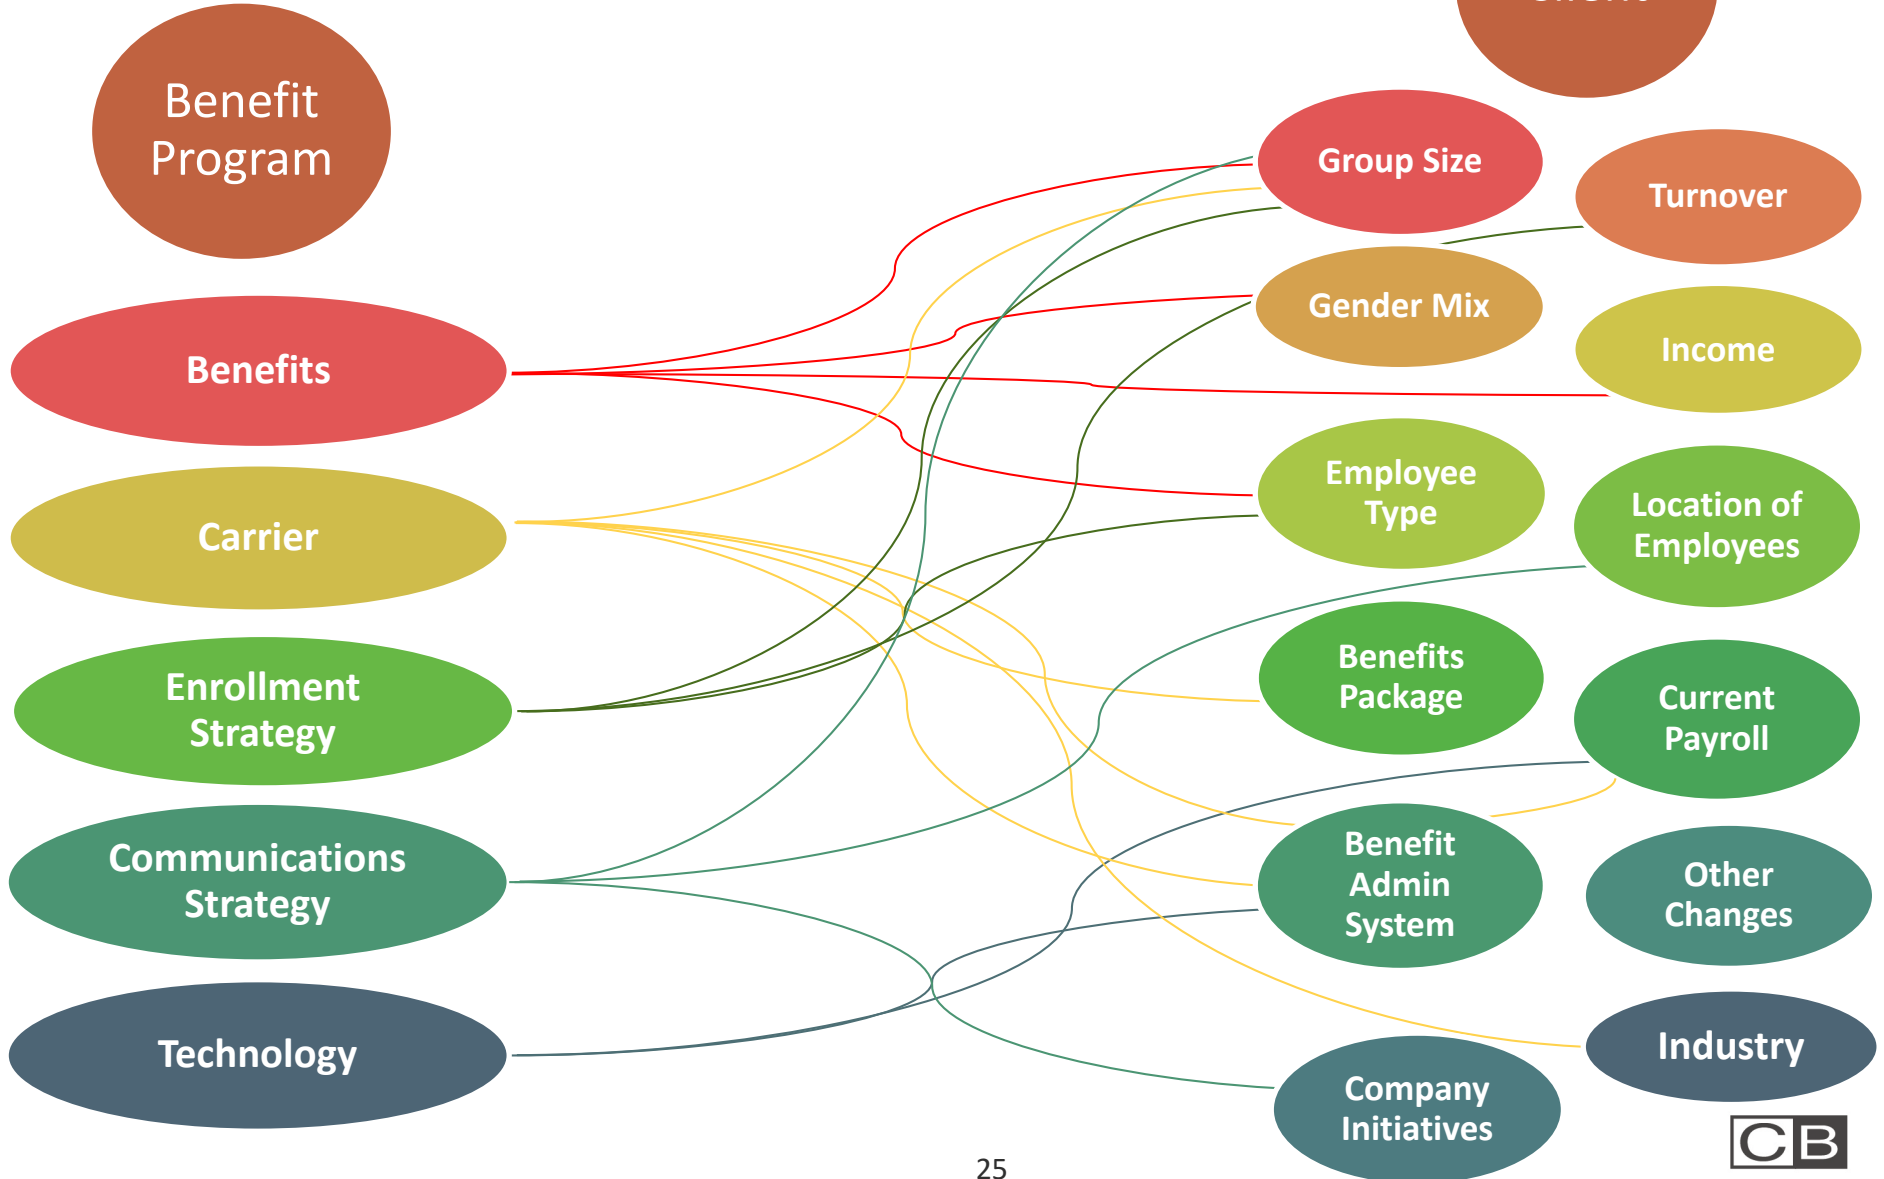 Benefit
Program
Benefits
Carrier
Enrollment
Strategy
Communications
Strategy
Technology
Group Size
Turnover
Gender Mix
Income
Employee
Type
Location of
Employees
Benefits
Package
Current
Payroll
Benefit
Admin
System
Other
Changes
Industry
Company
Initiatives
25
CB